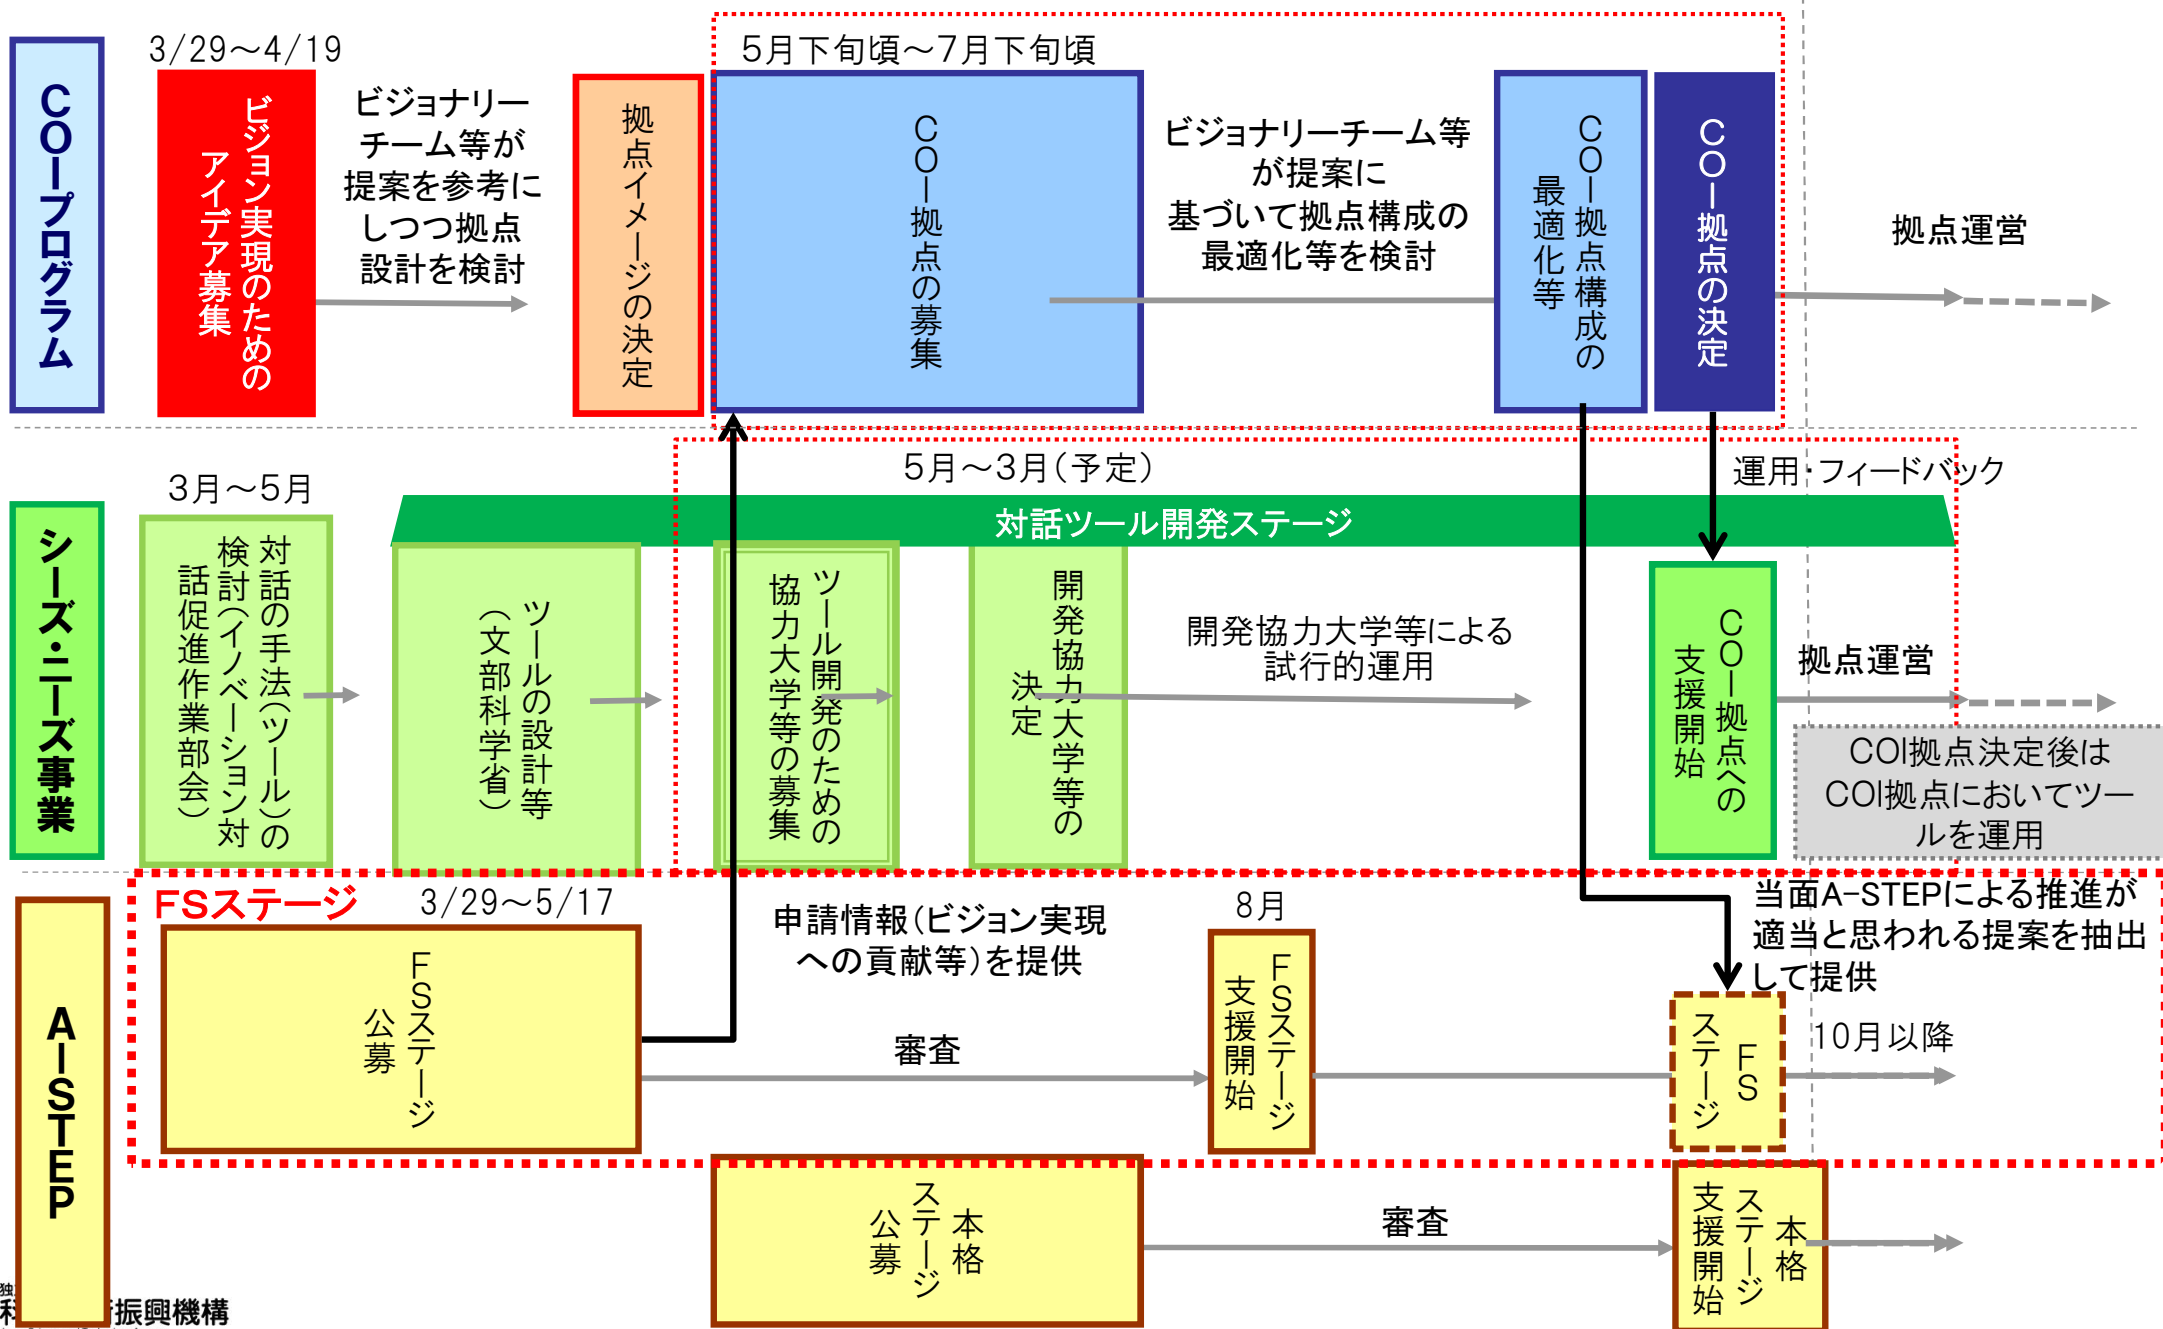 3/29～4/19
5月下旬頃～7月下旬頃
COIプログラム
ビジョン実現のための
アイデア募集
ビジョナリー
チーム等が
提案を参考に
しつつ拠点
設計を検討
拠点イメージの決定
COI拠点の募集
ビジョナリーチーム等
が提案に
基づいて拠点構成の
最適化等を検討
COI拠点構成の
最適化等
COI拠点の決定
拠点運営
3月～5月
5月～3月(予定)
運用・フィードバック
対話ツール開発ステージ
シーズ・ニーズ事業
対話の手法(ツール)の
検討(イノベーション対
話促進作業部会)
ツールの設計等
(文部科学省)
ツール開発のための
協力大学等の募集
開発協力大学等の
決定
開発協力大学等による
試行的運用
COI拠点への
支援開始
拠点運営
COI拠点決定後は
COI拠点においてツー
ルを運用
FSステージ
3/29～5/17
申請情報(ビジョン実現
への貢献等)を提供
8月
当面A-STEPによる推進が
適当と思われる提案を抽出
して提供
A-STEP
FSステージ
公募
審査
FSステージ
支援開始
FS
ステージ
10月以降
本格
ステージ
公募
審査
本格
ステージ
支援開始
独
科
振興機構